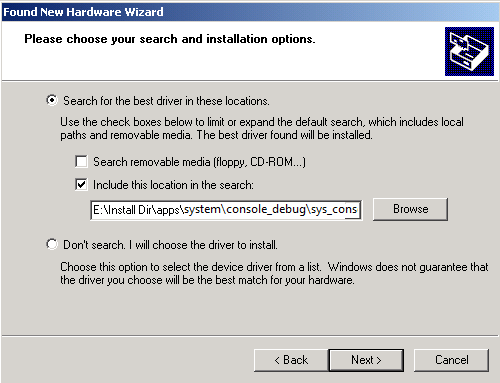 Found New Hardware Wizard
Please choose your search and installation options.
Search for the best driver in these locations.
Use the check boxes below to limit or expand the default search, which includes local
paths and removable media. The best driver found will be installed.
Search removable media (floppy, CD-ROM...)
Include this location in the search:
E:\Install Dir\apps\system\console_debug\sys_cons
Browse
Don't search. I will choose the driver to install.
Choose this option to select the device driver from a list. Windows does not guarantee that
the driver you choose will be the best match for your hardware.
< Back
Next >
Cancel